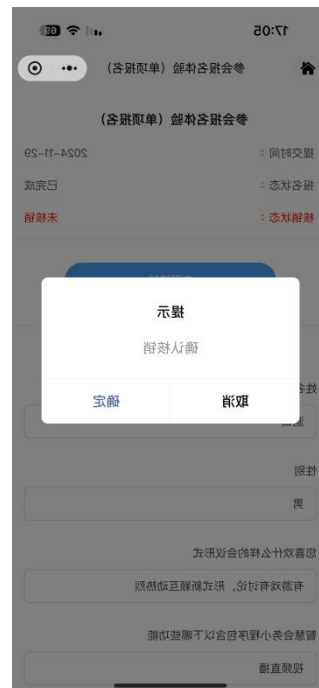 17:05
83
参会报名体验(单项报名)
参会报名体验(单项报名)
提交时间:
2024-11-29
报名状态:
已完成
核销状态:
未核销
提示
确认核销
取消
确定
姓名
性别
男
您喜欢什么样的会议形式
有游戏有讨论,形式新颖互动热烈
智慧会务小程序包含以下哪些功能
视频直播